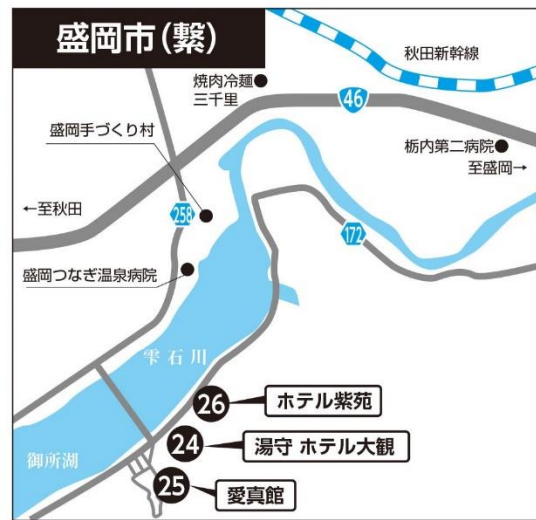 盛岡市(繋)
秋田新幹線
焼肉冷麺
三千里
46
盛岡手づくり村
栃内第二病院
至盛岡→
←至秋田
258
172
盛岡つなぎ温泉病院
雫石川
26
ホテル紫苑
24
湯守 ホテル大観
御所湖
25
愛真館